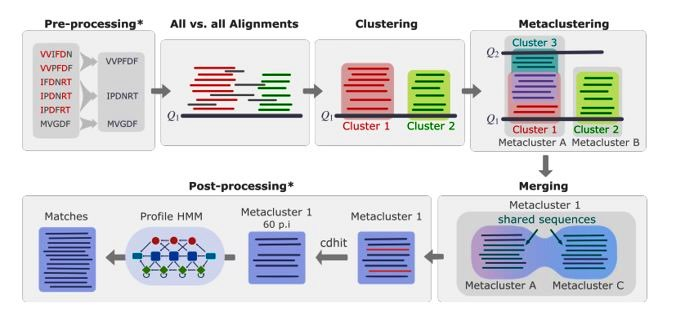 Pre-processing*
VVIFDN
VVPFDF
IFDNRT
IPDNRT
IPDFRT
MVGDF
VVPFDF
IPDNRT
MVGDF
All vs. all Alignments
Q1
Clustering
Q1
Cluster 1
Cluster 2
Metaclustering
Cluster 3
Q2
Q1
Cluster 1
Cluster 2
Metacluster A
Metacluster B
Merging
Metacluster 1
shared sequences
Metacluster A
Metacluster C
Post-processing*
Matches
Profile HMM
Metacluster 1
60 p.i
cdhit
Metacluster 1